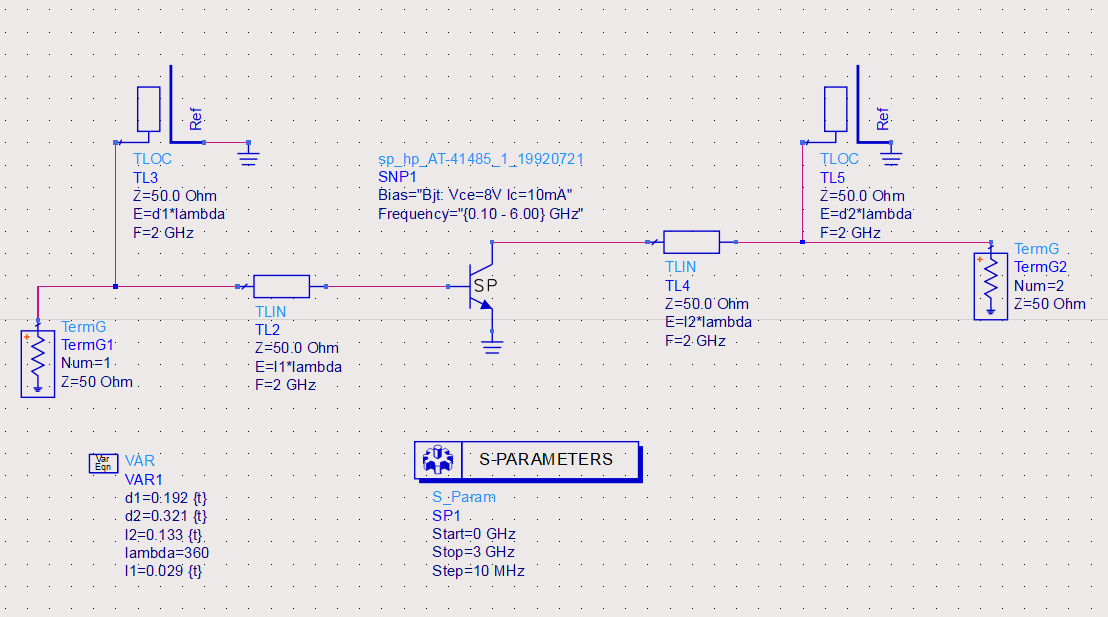 Ref
TLOC
TL3
Z=50.0 Ohm
E=d1*lambda
F=2 GHz
sp_hp_AT-41485_1_19920721
SNP1
Bias="Bjt: Vce=8V Ic=10mA"
Frequency="{0.10 - 6.00} GHz"
Ref
TLOC
TL5
Z=50.0 Ohm
E=d2*lambda
F=2 GHz
SP
TermG
TermG2
Num=2
Z=50 Ohm
TLIN
TL4
Z=50.0 Ohm
E=l2*lambda
F=2 GHz
TermG
TermG1
Num=1
Z=50 Ohm
TLIN
TL2
Z=50.0 Ohm
E=l1*lambda
F=2 GHz
Var
Eqn
VAR
VAR1
d1=0.192 {t}
d2=0.321 {t}
l2=0.133 {t}
lambda=360
l1=0.029 {t}
S-PARAMETERS
S_Param
SP1
Start=0 GHz
Stop=3 GHz
Step=10 MHz